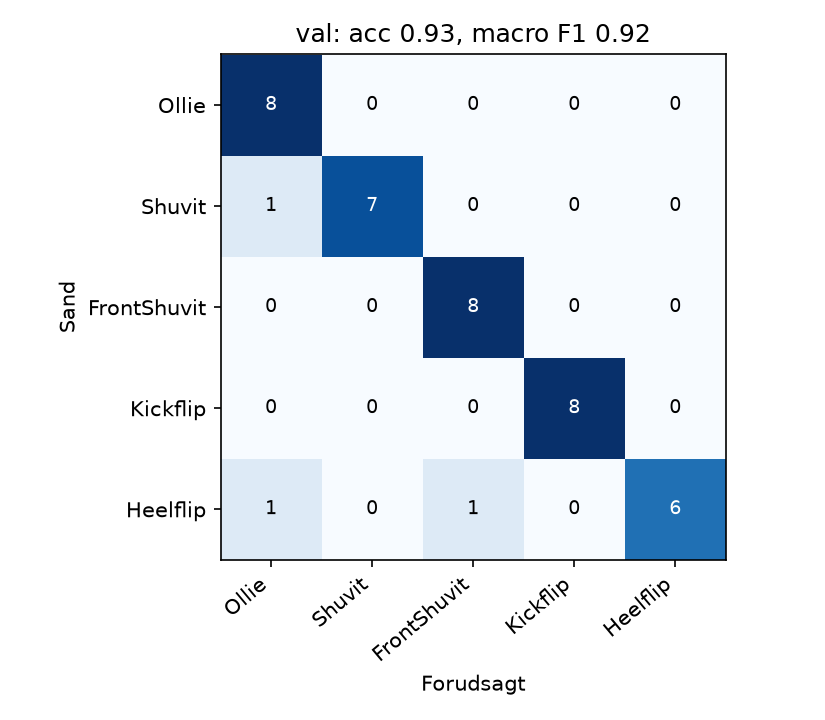 val: acc 0.93, macro F1 0.92
Sand
Ollie 8 0 0 0 0
Shuvit 1 7 0 0 0
FrontShuvit 0 0 8 0 0
Kickflip 0 0 0 8 0
Heelflip 1 0 1 0 6
Ollie Shuvit FrontShuvit Kickflip Heelflip
Forudsagt